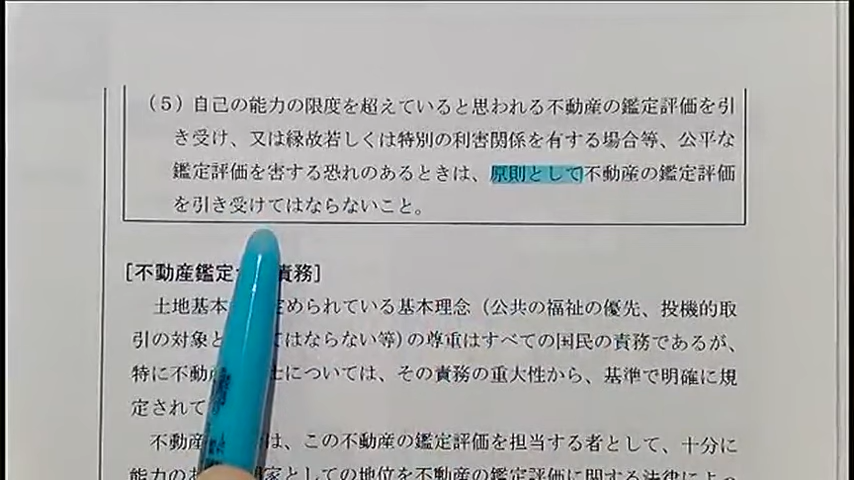 (5) 自己の能力の限度を超えていると思われる不動産の鑑定評価を引
き受け、又は縁故若しくは特別の利害関係を有する場合等、公平な
鑑定評価を害する恐れのあるときは、原則として不動産の鑑定評価
を引き受けてはならないこと。
[不動産鑑定 責務]
土地基本 定められている基本理念（公共の福祉の優先、投機的取
引の対象と てはならない等）の尊重はすべての国民の責務であるが、
特に不動 については、その責務の重大性から、基準で明確に規
定されて
不動産 は、この不動産の鑑定評価を担当する者として、十分に
能力のあ 家としての地位を不動産の鑑定評価に関する法律によっ